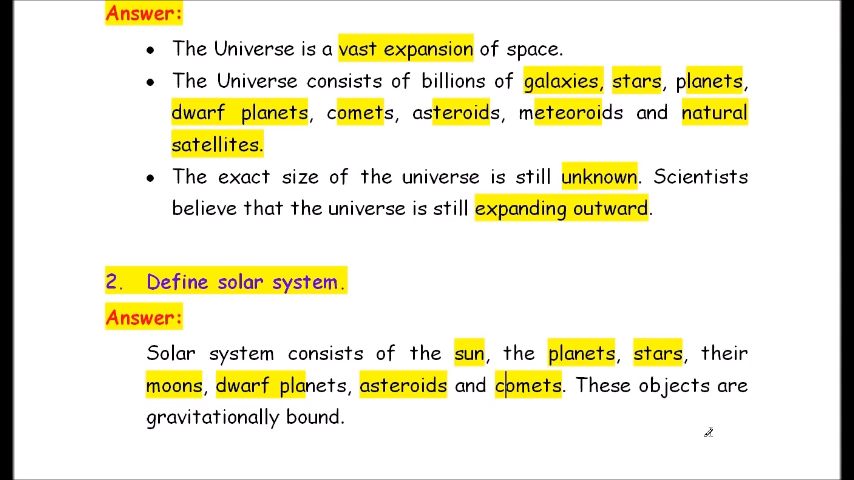 Answer:
• The Universe is a vast expansion of space.
• The Universe consists of billions of galaxies, stars, planets,
dwarf planets, comets, asteroids, meteoroids and natural
satellites.
• The exact size of the universe is still unknown. Scientists
believe that the universe is still expanding outward.
2. Define solar system.
Answer:
Solar system consists of the sun, the planets, stars, their
moons, dwarf planets, asteroids and comets. These objects are
gravitationally bound.